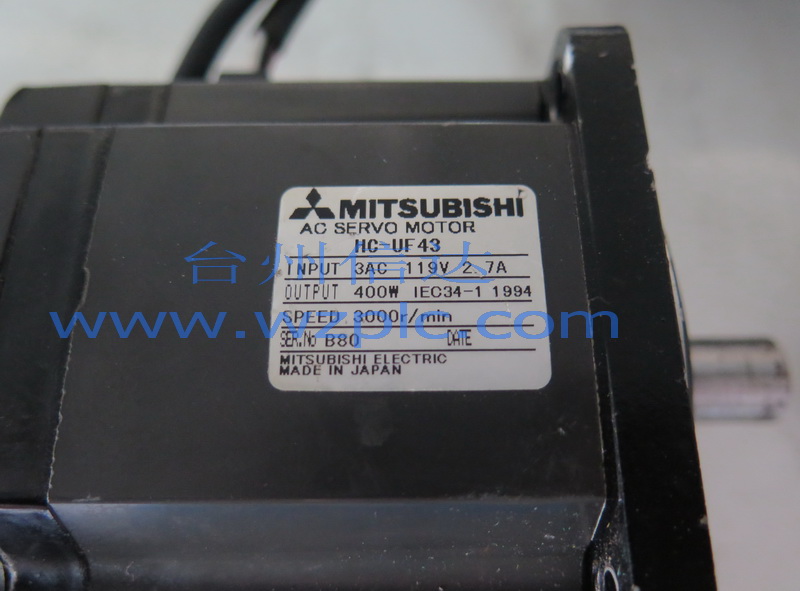 MITSUBISHI
AC SERVO MOTOR
HC-UF43
台州信达
INPUT 3AC 119V 2.7A
OUTPUT 400W IEC34-1 1994
SPEED 3000r/min
www.wzplc.com
SER.No B80 DATE
MITSUBISHI ELECTRIC
MADE IN JAPAN